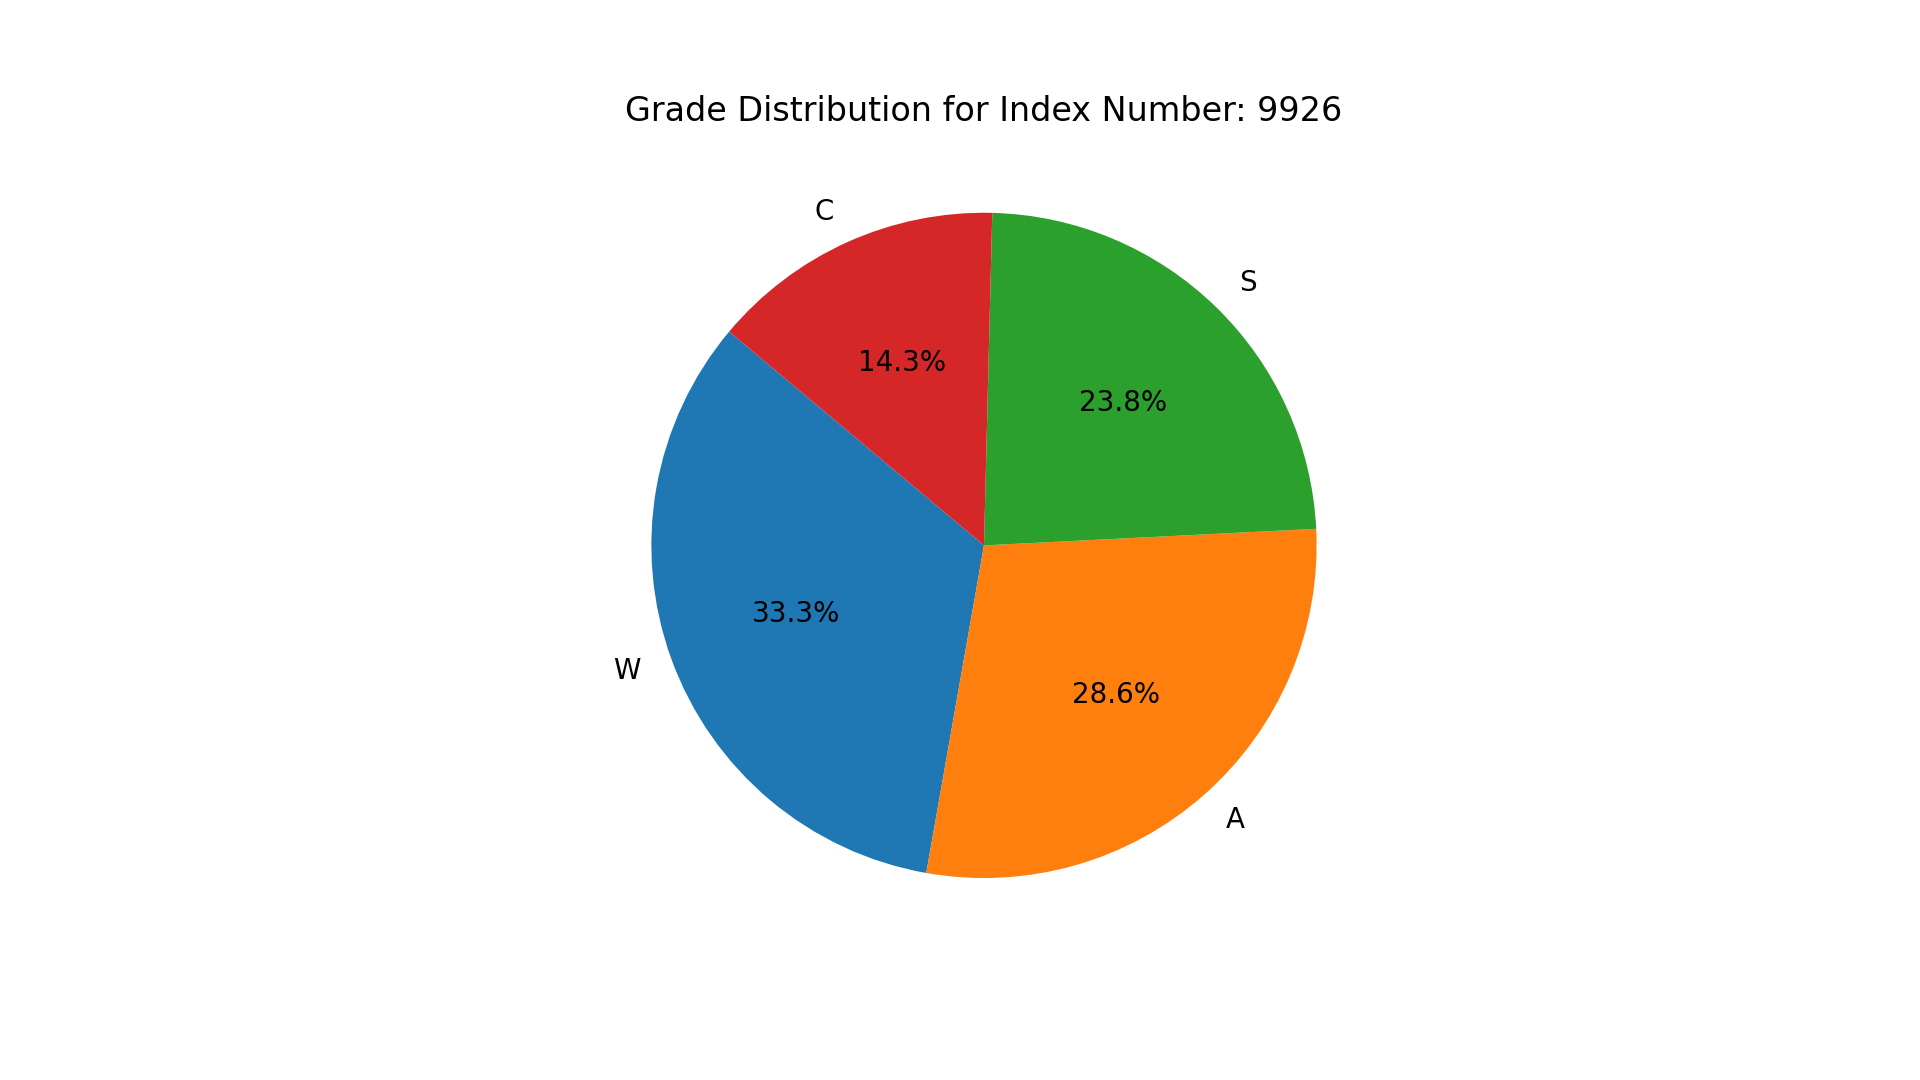 Grade Distribution for Index Number: 9926
C
S
14.3%
23.8%
33.3%
W
28.6%
A